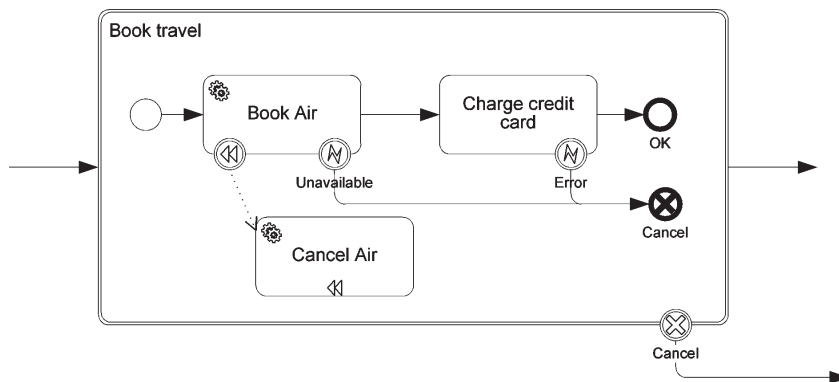 Book travel
Book Air
Charge credit
card
OK
Unavailable
Error
Cancel
Cancel Air
Cancel